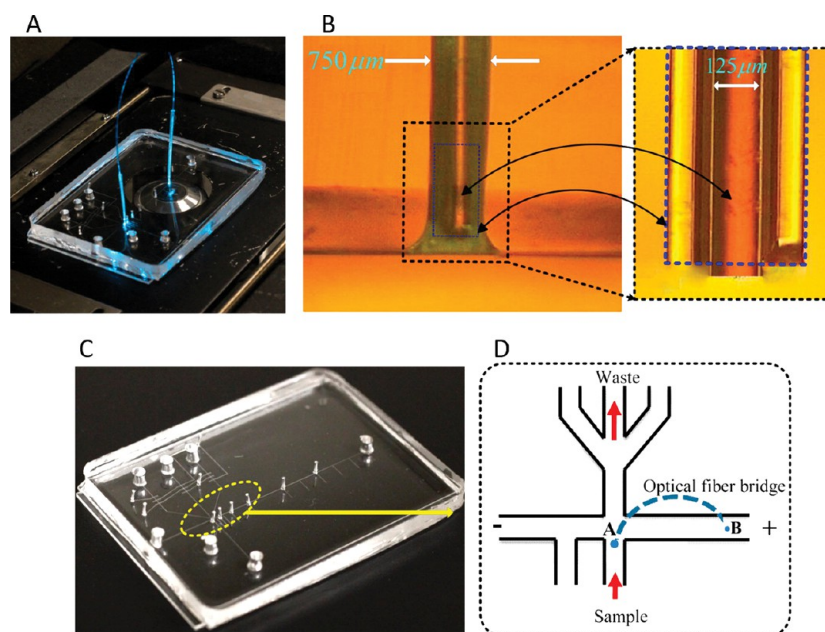 A
B
750 μm
125 μm
C
D
Waste
Optical fiber bridge
-
A
B
+
Sample